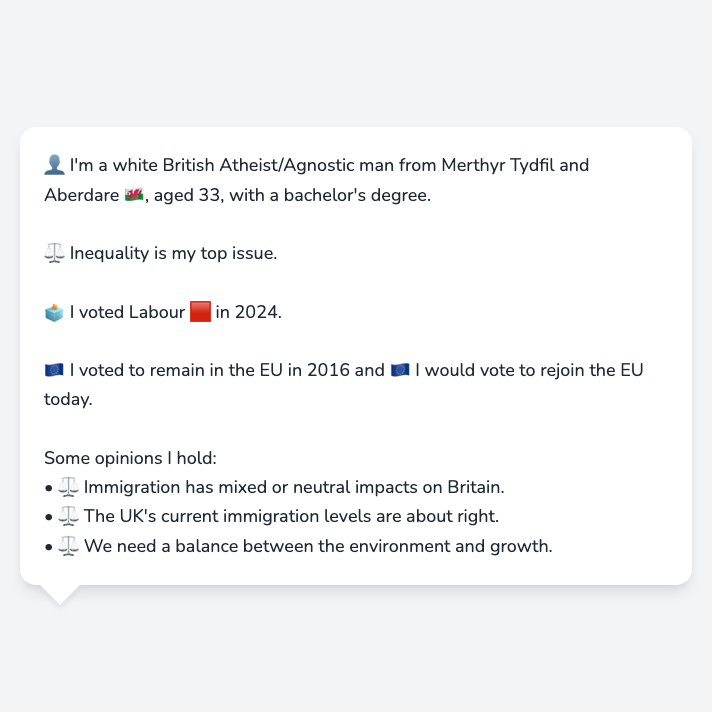 👤 I'm a white British Atheist/Agnostic man from Merthyr Tydfil and
Aberdare 🏴󠁧󠁢󠁷󠁬󠁳󠁿, aged 33, with a bachelor's degree.
⚖️ Inequality is my top issue.
🗳️ I voted Labour 🟥 in 2024.
🇪🇺 I voted to remain in the EU in 2016 and 🇪🇺 I would vote to rejoin the EU
today.
Some opinions I hold:
• ⚖️ Immigration has mixed or neutral impacts on Britain.
• ⚖️ The UK's current immigration levels are about right.
• ⚖️ We need a balance between the environment and growth.